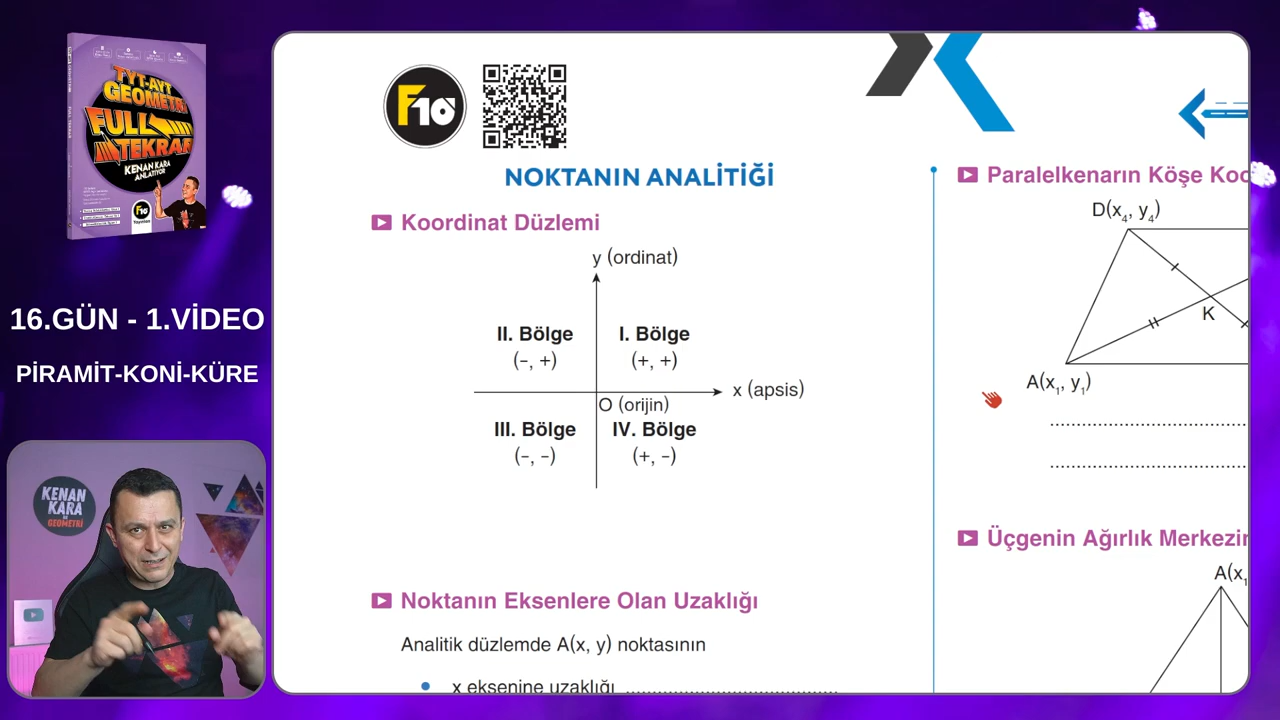 TYT-AYT
GEOMETRİ
FULL
TEKRAR
KENAN KARA
ANLATIYOR
F16
16.GÜN - 1.VİDEO
PİRAMİT-KONİ-KÜRE
KENAN
KARA
GEOMETRİ
F16
NOKTANIN ANALİTİĞİ
Koordinat Düzlemi
y (ordinat)
II. Bölge
I. Bölge
(–, +)
(+, +)
x (apsis)
O (orijin)
III. Bölge
IV. Bölge
(–, –)
(+, –)
Noktanın Eksenlere Olan Uzaklığı
Analitik düzlemde A(x, y) noktasının
• x eksenine uzaklığı ........................................
Paralelkenarın Köşe Koo
D(x₄, y₄)
K
A(x₁, y₁)
......................................
......................................
Üçgenin Ağırlık Merkezin
A(x₁